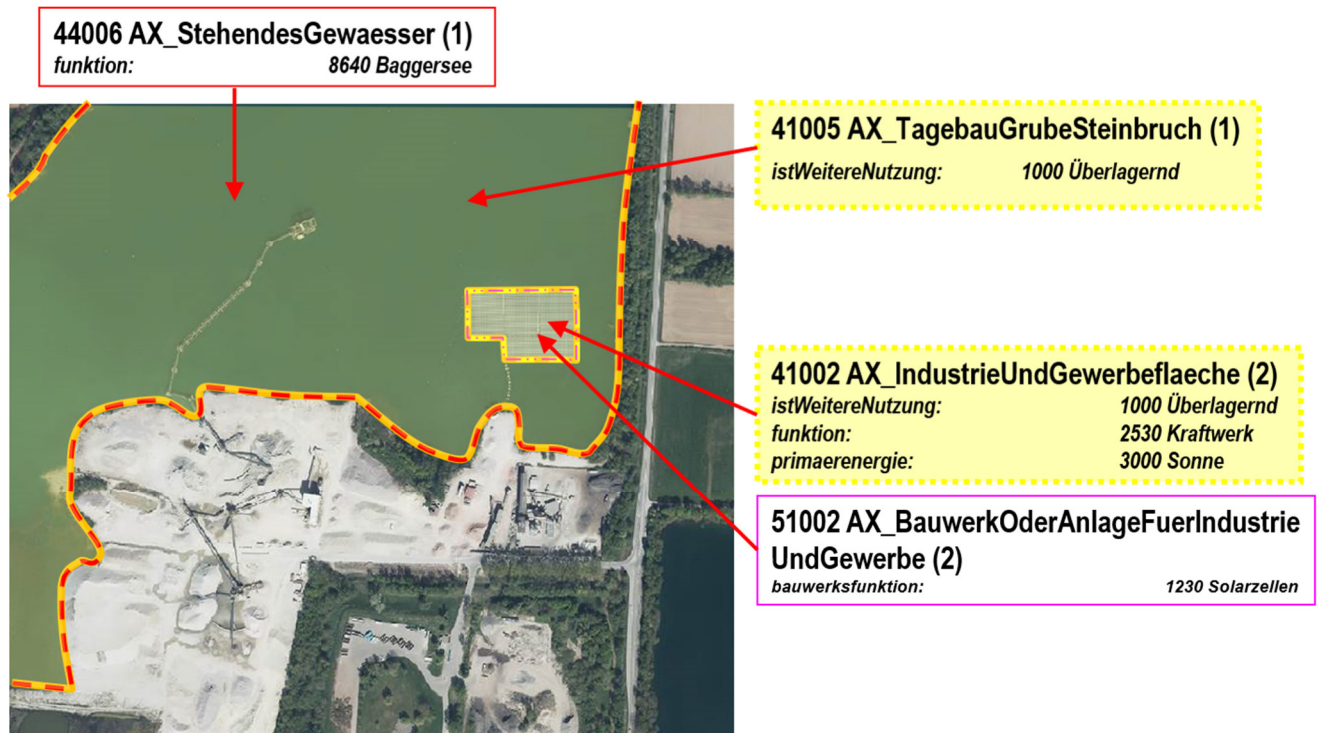 44006 AX_StehendesGewaesser (1)
funktion: 8640 Baggersee
41005 AX_TagebauGrubeSteinbruch (1)
istWeitereNutzung: 1000 Überlagernd
41002 AX_IndustrieUndGewerbeflaeche (2)
istWeitereNutzung: 1000 Überlagernd
funktion: 2530 Kraftwerk
primaerenergie: 3000 Sonne
51002 AX_BauwerkOderAnlageFuerIndustrie
UndGewerbe (2)
bauwerksfunktion: 1230 Solarzellen